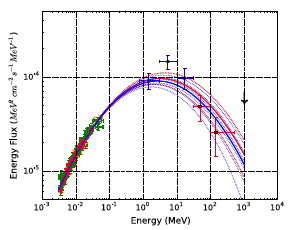 Energy Flux (MeV² cm⁻² s⁻¹ MeV⁻¹)
10⁻⁴
10⁻⁵
10⁻³ 10⁻² 10⁻¹ 10⁰ 10¹ 10² 10³ 10⁴
Energy (MeV)